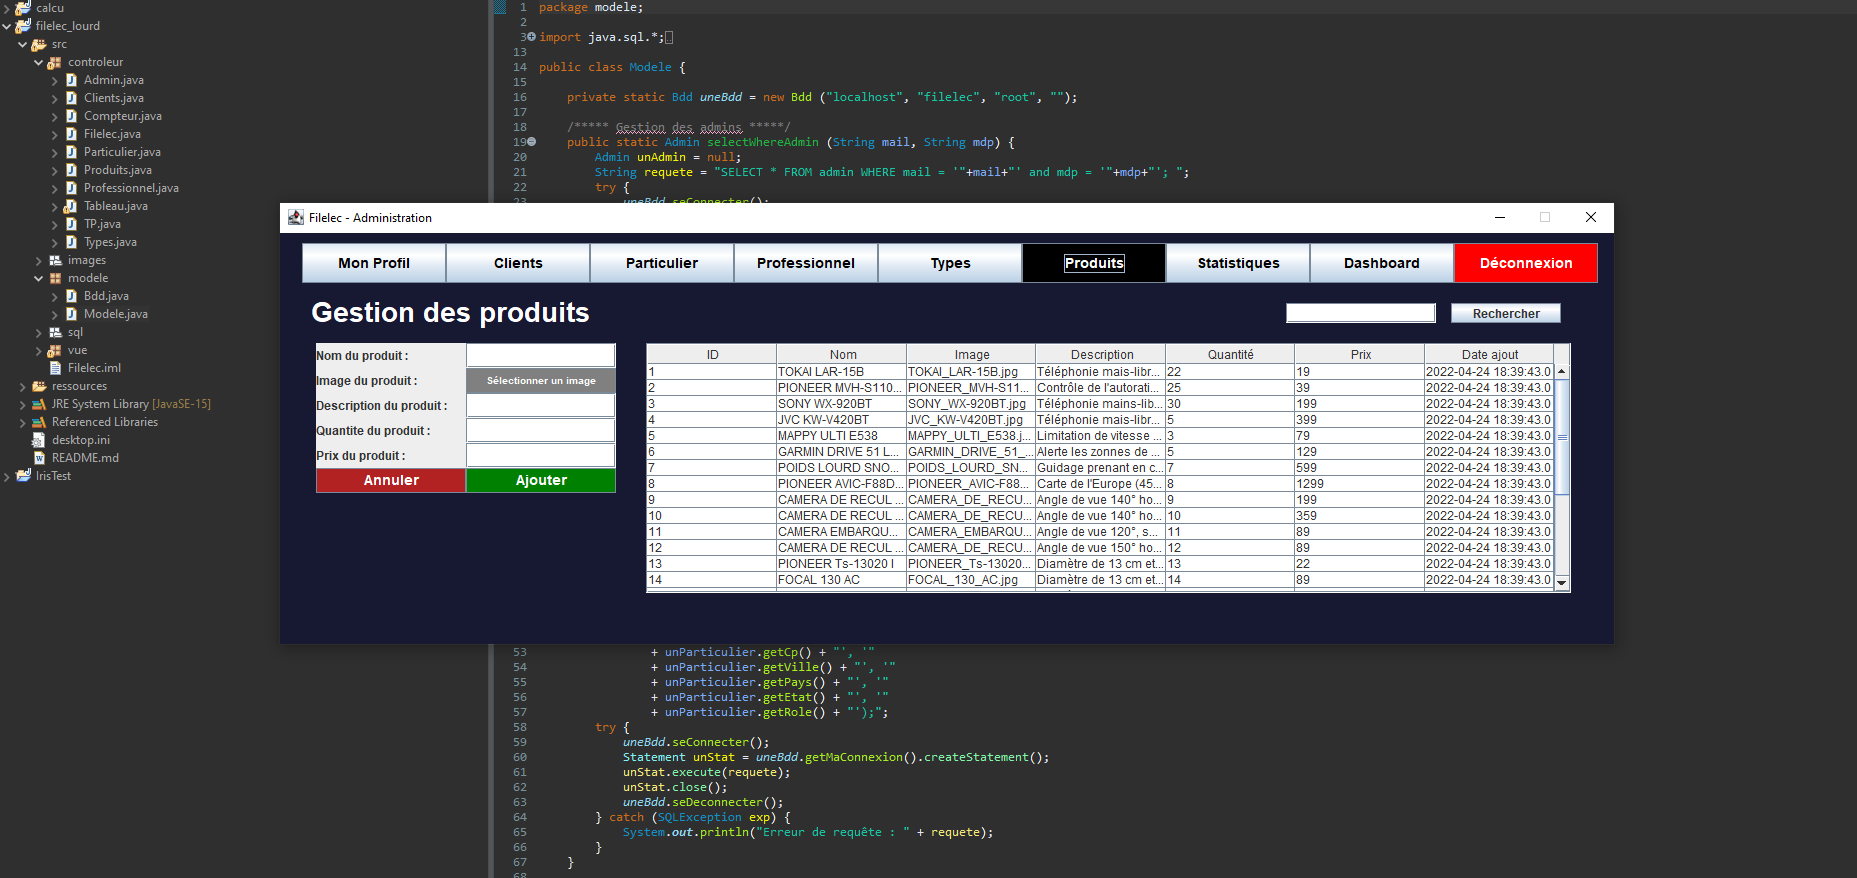 calcu
filelec_lourd
src
controleur
Admin.java
Clients.java
Compteur.java
Filelec.java
Particulier.java
Produits.java
Professionnel.java
Tableau.java
TP.java
Types.java
images
modele
Bdd.java
Modele.java
sql
vue
Filelec.iml
ressources
JRE System Library [JavaSE-15]
Referenced Libraries
desktop.ini
README.md
IrisTest
1 package modele;
2
3 import java.sql.*;
13
14 public class Modele {
15
16 private static Bdd uneBdd = new Bdd ("localhost", "filelec", "root", "");
17
18 /***** Gestion des admins *****/
19 public static Admin selectWhereAdmin (String mail, String mdp) {
20 Admin unAdmin = null;
21 String requete = "SELECT * FROM admin WHERE mail = '"+mail+"' and mdp = '"+mdp+"'; ";
22 try {
23 uneBdd.seConnecter();
Filelec - Administration
Mon Profil Clients Particulier Professionnel Types Produits Statistiques Dashboard Déconnexion
Gestion des produits
Rechercher
Nom du produit :
Image du produit : Sélectionner un image
Description du produit :
Quantite du produit :
Prix du produit :
Annuler Ajouter
ID Nom Image Description Quantité Prix Date ajout
1 TOKAI LAR-15B TOKAI_LAR-15B.jpg Téléphonie mais-libr... 22 19 2022-04-24 18:39:43.0
2 PIONEER MVH-S110... PIONEER_MVH-S11... Contrôle de l'autorati... 25 39 2022-04-24 18:39:43.0
3 SONY WX-920BT SONY_WX-920BT.jpg Téléphonie mains-lib... 30 199 2022-04-24 18:39:43.0
4 JVC KW-V420BT JVC_KW-V420BT.jpg Téléphonie mains-libr... 5 399 2022-04-24 18:39:43.0
5 MAPPY ULTI E538 MAPPY_ULTI_E538.j... Limitation de vitesse ... 3 79 2022-04-24 18:39:43.0
6 GARMIN DRIVE 51 L... GARMIN_DRIVE_51_... Alerte les zonnes de ... 5 129 2022-04-24 18:39:43.0
7 POIDS LOURD SNO... POIDS_LOURD_SN... Guidage prenant en c... 7 599 2022-04-24 18:39:43.0
8 PIONEER AVIC-F88D... PIONEER_AVIC-F88... Carte de l'Europe (45... 8 1299 2022-04-24 18:39:43.0
9 CAMERA DE RECUL ... CAMERA_DE_RECU... Angle de vue 140° ho... 9 199 2022-04-24 18:39:43.0
10 CAMERA DE RECUL ... CAMERA_DE_RECU... Angle de vue 140° ho... 10 359 2022-04-24 18:39:43.0
11 CAMERA EMBARQU... CAMERA_EMBARQU... Angle de vue 120°, s... 11 89 2022-04-24 18:39:43.0
12 CAMERA DE RECUL ... CAMERA_DE_RECU... Angle de vue 150° ho... 12 89 2022-04-24 18:39:43.0
13 PIONEER Ts-13020 I PIONEER_Ts-13020... Diamètre de 13 cm et... 13 22 2022-04-24 18:39:43.0
14 FOCAL 130 AC FOCAL_130_AC.jpg Diamètre de 13 cm et... 14 89 2022-04-24 18:39:43.0
53 + unParticulier.getCp() + "', '"
54 + unParticulier.getVille() + "', '"
55 + unParticulier.getPays() + "', '"
56 + unParticulier.getEtat() + "', '"
57 + unParticulier.getRole() + "');";
58 try {
59 uneBdd.seConnecter();
60 Statement unStat = uneBdd.getMaConnexion().createStatement();
61 unStat.execute(requete);
62 unStat.close();
63 uneBdd.seDeconnecter();
64 } catch (SQLException exp) {
65 System.out.println("Erreur de requête : " + requete);
66 }
67 }
68